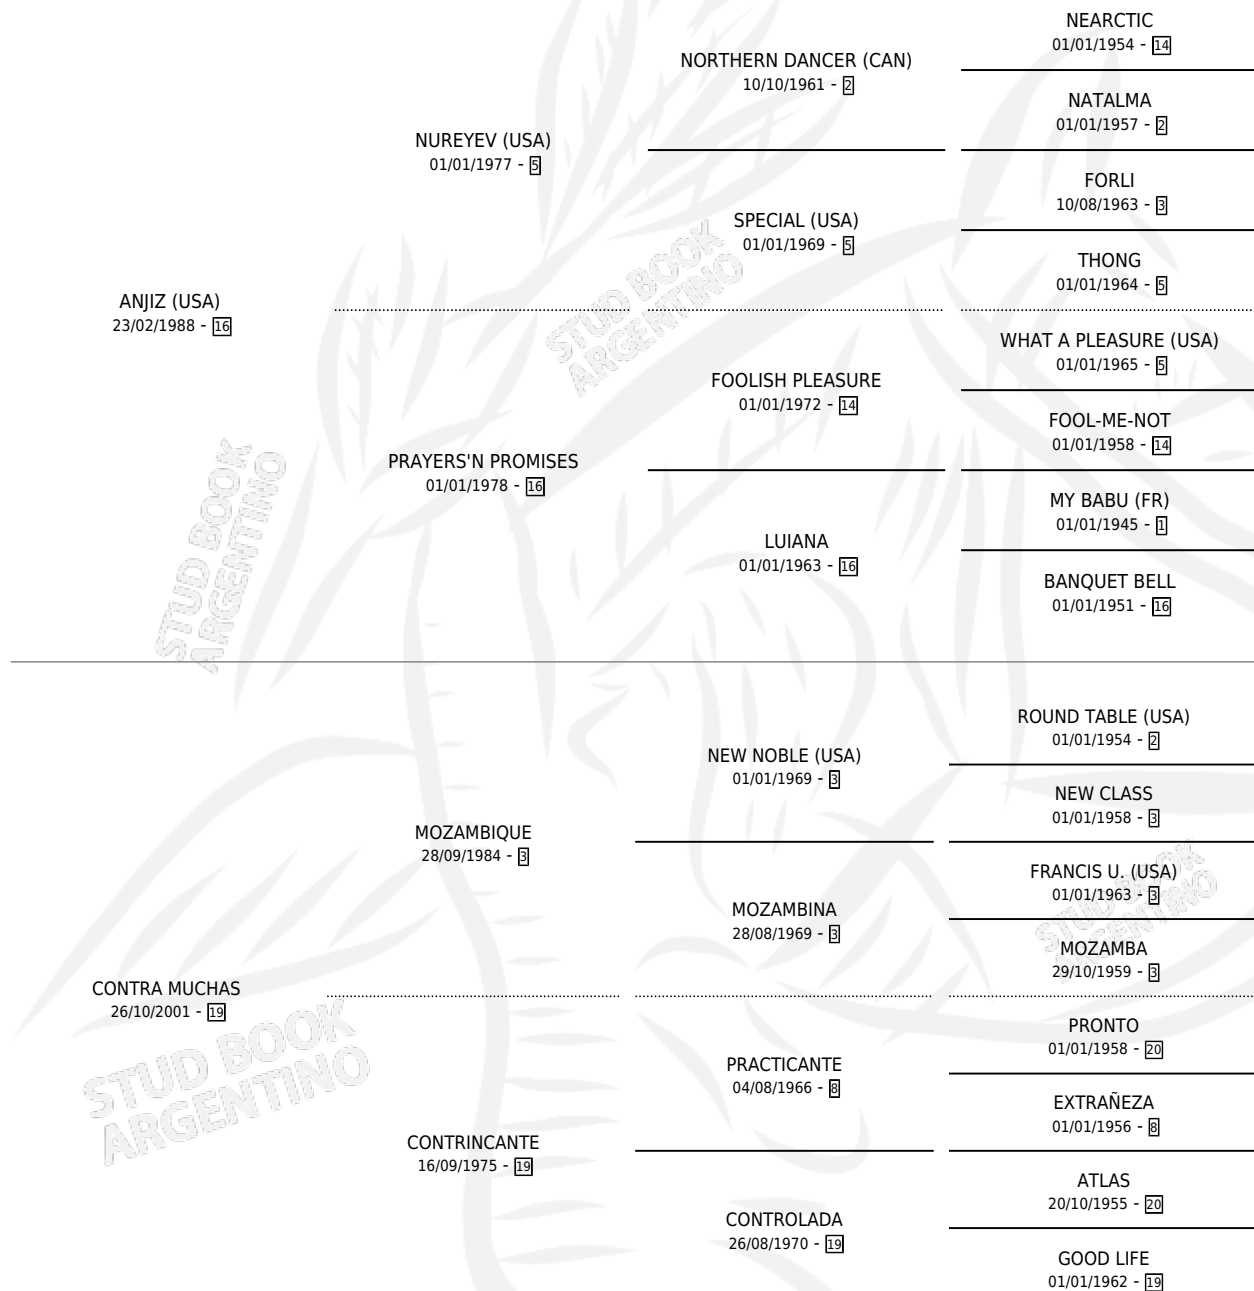 NEARCTIC
01/01/1954 - 14
NORTHERN DANCER (CAN)
10/10/1961 - 2
NATALMA
01/01/1957 - 2
NUREYEV (USA)
01/01/1977 - 5
FORLI
10/08/1963 - 3
SPECIAL (USA)
01/01/1969 - 5
THONG
01/01/1964 - 5
ANJIZ (USA)
23/02/1988 - 16
WHAT A PLEASURE (USA)
01/01/1965 - 5
FOOLISH PLEASURE
01/01/1972 - 14
FOOL-ME-NOT
01/01/1958 - 14
PRAYERS'N PROMISES
01/01/1978 - 16
MY BABU (FR)
01/01/1945 - 1
LUIANA
01/01/1963 - 16
BANQUET BELL
01/01/1951 - 16
ROUND TABLE (USA)
01/01/1954 - 2
NEW NOBLE (USA)
01/01/1969 - 3
NEW CLASS
01/01/1958 - 3
MOZAMBIQUE
28/09/1984 - 3
FRANCIS U. (USA)
01/01/1963 - 3
MOZAMBINA
28/08/1969 - 3
MOZAMBA
29/10/1959 - 3
CONTRA MUCHAS
26/10/2001 - 19
PRONTO
01/01/1958 - 20
PRACTICANTE
04/08/1966 - 8
EXTRAÑEZA
01/01/1956 - 8
CONTRINCANTE
16/09/1975 - 19
ATLAS
20/10/1955 - 20
CONTROLADA
26/08/1970 - 19
GOOD LIFE
01/01/1962 - 19
STUD BOOK
ARGENTINO
STUD BOOK
ARGENTINO
STUD BOOK
ARGENTINO
STUD BOOK
ARGENTINO